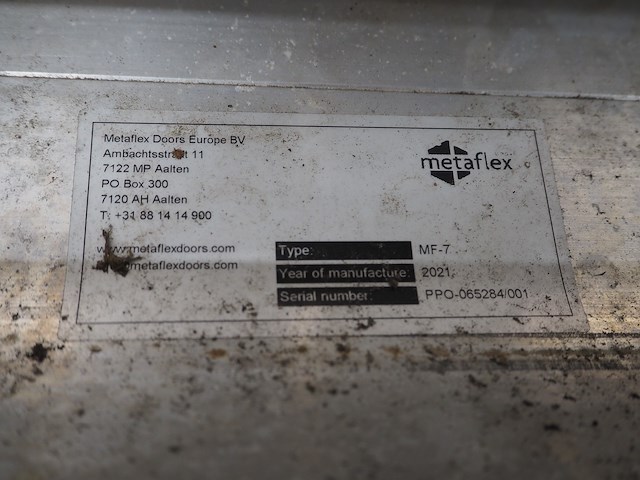 Metaflex Doors Europe BV
Ambachtsstraat 11
7122 MP Aalten
PO Box 300
7120 AH Aalten
T. +31 88 14 14 900
www.metaflexdoors.com
metaflexdoors.com
metaflex
Type: MF-7
Year of manufacture: 2021
Serial number: PPO-065284/001